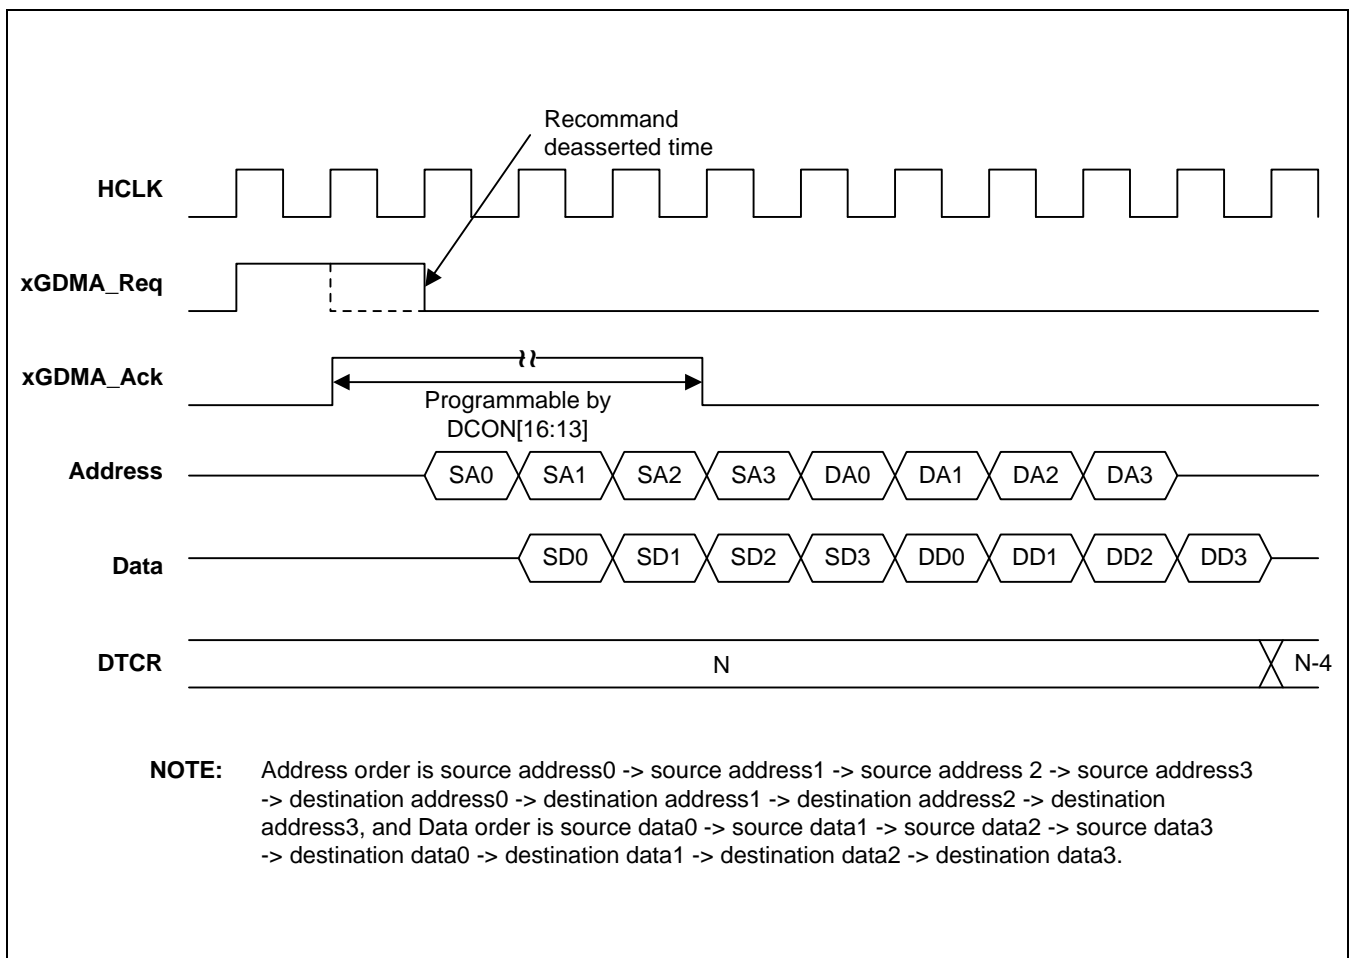 Recommand
deasserted time
HCLK
xGDMA_Req
xGDMA_Ack
Programmable by
DCON[16:13]
Address
SA0 SA1 SA2 SA3 DA0 DA1 DA2 DA3
Data
SD0 SD1 SD2 SD3 DD0 DD1 DD2 DD3
DTCR
N N-4
NOTE: Address order is source address0 -> source address1 -> source address 2 -> source address3
-> destination address0 -> destination address1 -> destination address2 -> destination
address3, and Data order is source data0 -> source data1 -> source data2 -> source data3
-> destination data0 -> destination data1 -> destination data2 -> destination data3.